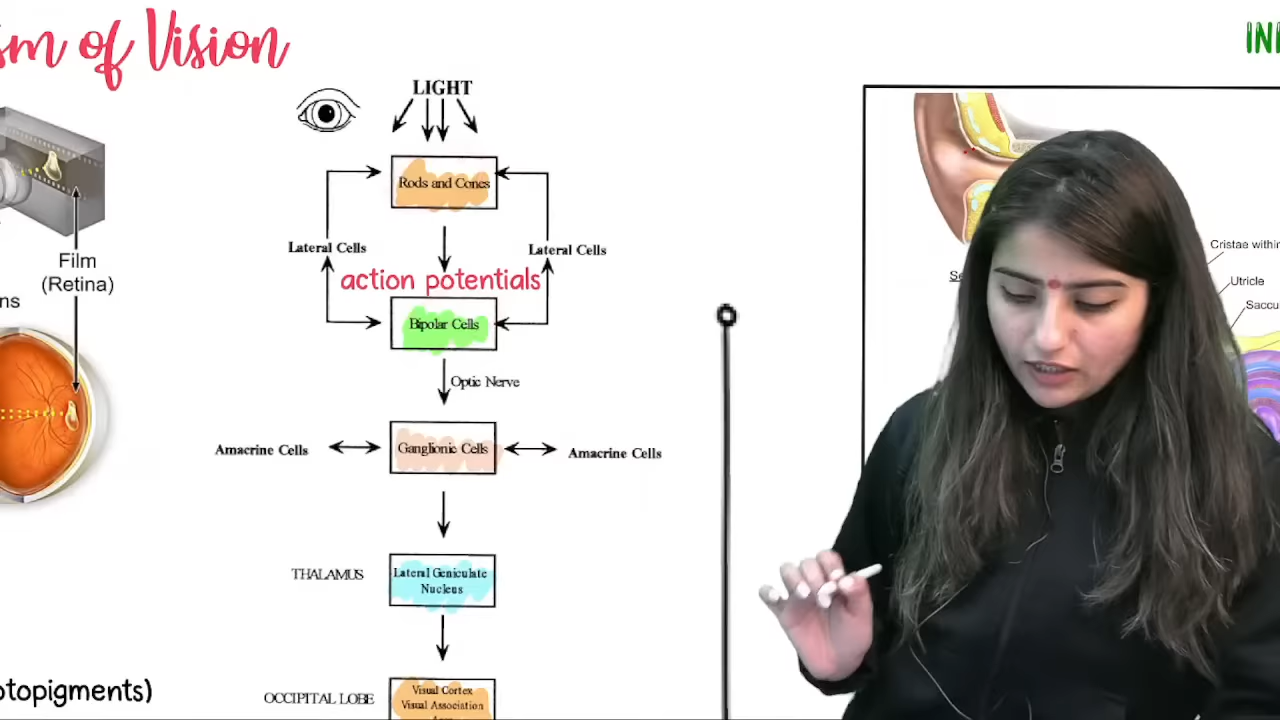 sm of Vision
LIGHT
Rods and Cones
Lateral Cells
Lateral Cells
action potentials
Bipolar Cells
Optic Nerve
Amacrine Cells
Ganglionic Cells
Amacrine Cells
THALAMUS
Lateral Geniculate
Nucleus
OCCIPITAL LOBE
Visual Cortex
Visual Association
Film
(Retina)
ns
otopigments)
Cristae within
Utricle
Saccu